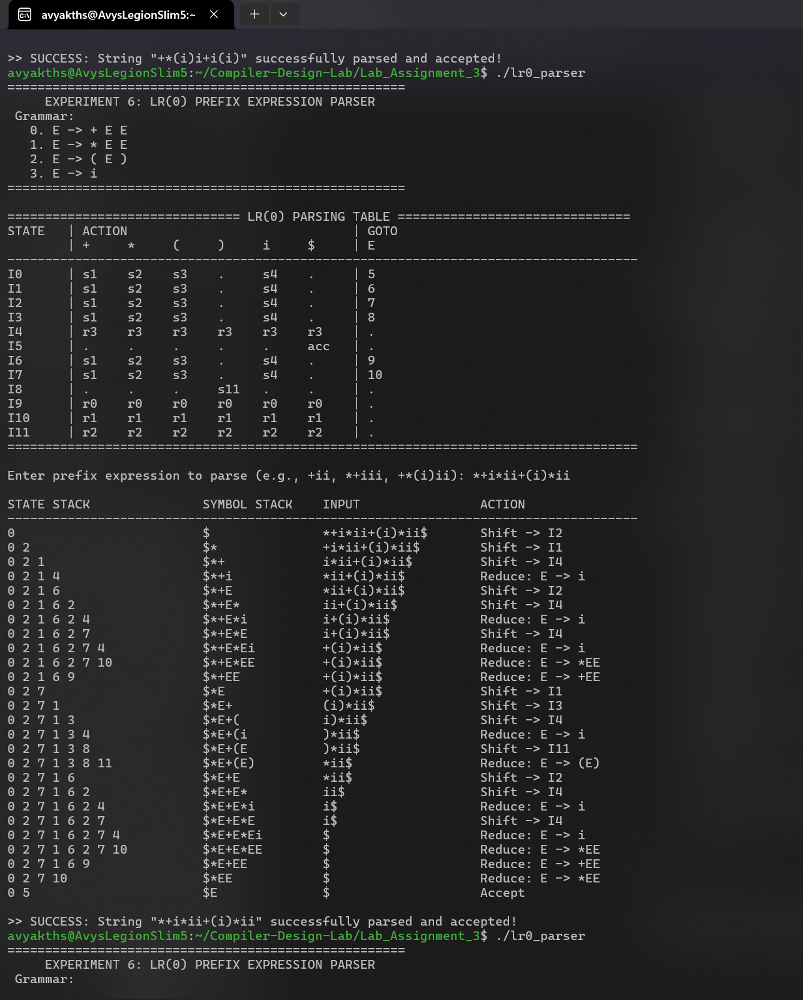 avyakths@AvysLegionSlim5:~
>> SUCCESS: String "+*(i)i+i(i)" successfully parsed and accepted!
avyakths@AvysLegionSlim5:~/Compiler-Design-Lab/Lab_Assignment_3$ ./lr0_parser
=====================================================
     EXPERIMENT 6: LR(0) PREFIX EXPRESSION PARSER
 Grammar:
   0. E -> + E E
   1. E -> * E E
   2. E -> ( E )
   3. E -> i
=====================================================
=============================== LR(0) PARSING TABLE ===============================
STATE   | ACTION                              | GOTO
        | +     *     (     )     i     $     | E
------------------------------------------------------------------------------------
I0      | s1    s2    s3    .     s4    .     | 5
I1      | s1    s2    s3    .     s4    .     | 6
I2      | s1    s2    s3    .     s4    .     | 7
I3      | s1    s2    s3    .     s4    .     | 8
I4      | r3    r3    r3    r3    r3    r3    | .
I5      | .     .     .     .     .     acc   | .
I6      | s1    s2    s3    .     s4    .     | 9
I7      | s1    s2    s3    .     s4    .     | 10
I8      | .     .     .     s11   .     .     | .
I9      | r0    r0    r0    r0    r0    r0    | .
I10     | r1    r1    r1    r1    r1    r1    | .
I11     | r2    r2    r2    r2    r2    r2    | .
====================================================================================
Enter prefix expression to parse (e.g., +ii, *+iii, +*(i)ii): *+i*ii+(i)*ii
STATE STACK               SYMBOL STACK    INPUT                ACTION
------------------------------------------------------------------------------------
0                         $               *+i*ii+(i)*ii$       Shift -> I2
0 2                       $*              +i*ii+(i)*ii$        Shift -> I1
0 2 1                     $*+             i*ii+(i)*ii$         Shift -> I4
0 2 1 4                   $*+i            *ii+(i)*ii$          Reduce: E -> i
0 2 1 6                   $*+E            *ii+(i)*ii$          Shift -> I2
0 2 1 6 2                 $*+E*           ii+(i)*ii$           Shift -> I4
0 2 1 6 2 4               $*+E*i          i+(i)*ii$            Reduce: E -> i
0 2 1 6 2 7               $*+E*E          i+(i)*ii$            Shift -> I4
0 2 1 6 2 7 4             $*+E*Ei         +(i)*ii$             Reduce: E -> i
0 2 1 6 2 7 10            $*+E*EE         +(i)*ii$             Reduce: E -> *EE
0 2 1 6 9                 $*+EE           +(i)*ii$             Reduce: E -> +EE
0 2 7                     $*E             +(i)*ii$             Shift -> I1
0 2 7 1                   $*E+            (i)*ii$              Shift -> I3
0 2 7 1 3                 $*E+(           i)*ii$               Shift -> I4
0 2 7 1 3 4               $*E+(i          )*ii$                Reduce: E -> i
0 2 7 1 3 8               $*E+(E          )*ii$                Shift -> I11
0 2 7 1 3 8 11            $*E+(E)         *ii$                 Reduce: E -> (E)
0 2 7 1 6                 $*E+E           *ii$                 Shift -> I2
0 2 7 1 6 2               $*E+E*          ii$                  Shift -> I4
0 2 7 1 6 2 4             $*E+E*i         i$                   Reduce: E -> i
0 2 7 1 6 2 7             $*E+E*E         i$                   Shift -> I4
0 2 7 1 6 2 7 4           $*E+E*Ei        $                    Reduce: E -> i
0 2 7 1 6 2 7 10          $*E+E*EE        $                    Reduce: E -> *EE
0 2 7 1 6 9               $*E+EE          $                    Reduce: E -> +EE
0 2 7 10                  $*EE            $                    Reduce: E -> *EE
0 5                       $E              $                    Accept
>> SUCCESS: String "*+i*ii+(i)*ii" successfully parsed and accepted!
avyakths@AvysLegionSlim5:~/Compiler-Design-Lab/Lab_Assignment_3$ ./lr0_parser
=====================================================
     EXPERIMENT 6: LR(0) PREFIX EXPRESSION PARSER
 Grammar: